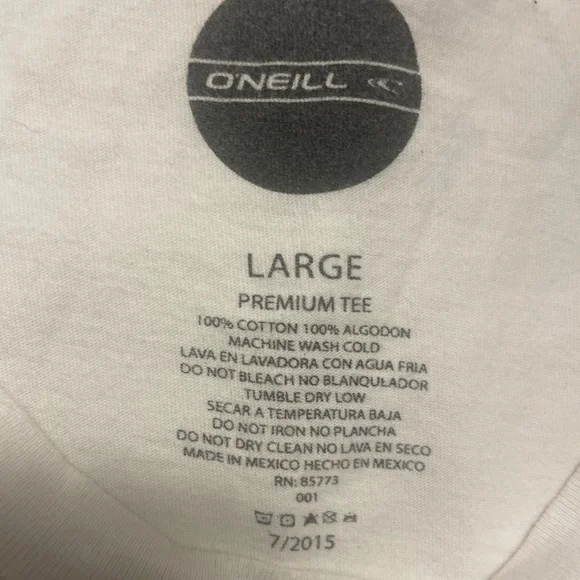 O'NEILL
LARGE
PREMIUM TEE
100% COTTON 100% ALGODON
MACHINE WASH COLD
LAVA EN LAVADORA CON AGUA FRIA
DO NOT BLEACH NO BLANQULADOR
TUMBLE DRY LOW
SECAR A TEMPERATURA BAJA
DO NOT IRON NO PLANCHA
DO NOT DRY CLEAN NO LAVA EN SECO
MADE IN MEXICO HECHO EN MEXICO
RN: 85773
001
7/2015